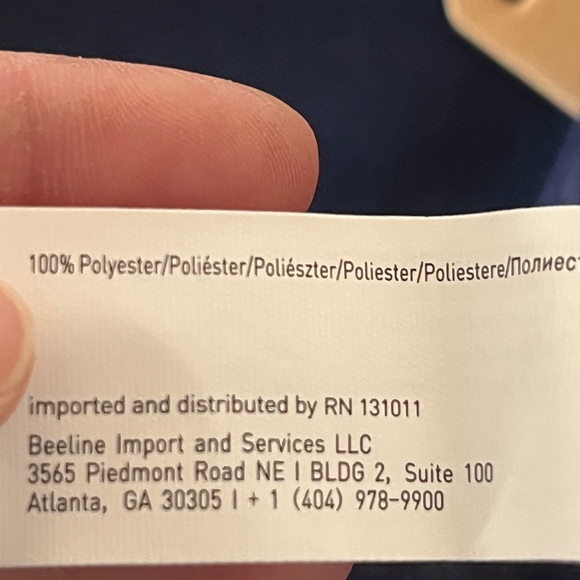 100% Polyester/Poliéster/Poliészter/Poliester/Poliestere/Полиэст
imported and distributed by RN 131011
Beeline Import and Services LLC
3565 Piedmont Road NE I BLDG 2, Suite 100
Atlanta, GA 30305 I + 1 (404) 978-9900